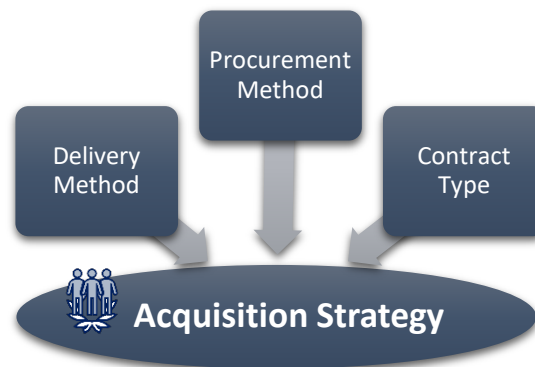 Procurement
Method
Delivery
Method
Contract
Type
Acquisition Strategy